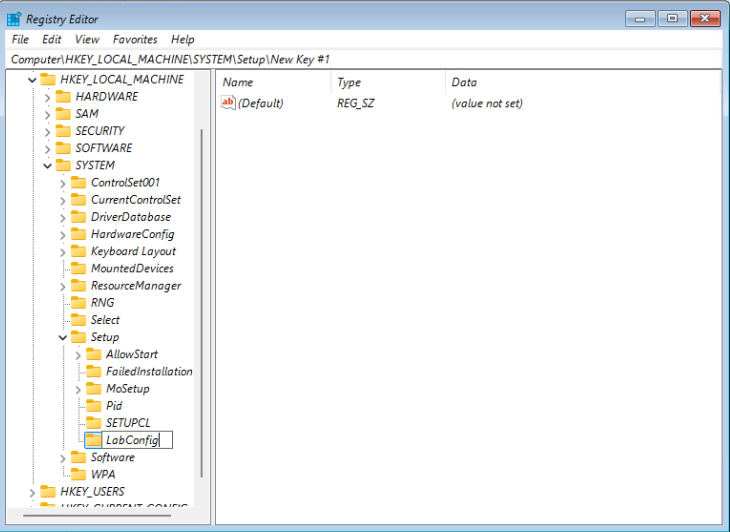 Registry Editor
File Edit View Favorites Help
Computer\HKEY_LOCAL_MACHINE\SYSTEM\Setup\New Key #1
HKEY_LOCAL_MACHINE
HARDWARE
SAM
SECURITY
SOFTWARE
SYSTEM
ControlSet001
CurrentControlSet
DriverDatabase
HardwareConfig
Keyboard Layout
MountedDevices
ResourceManager
RNG
Select
Setup
AllowStart
FailedInstallation
MoSetup
Pid
SETUPCL
LabConfig
Software
WPA
HKEY_USERS
HKEY_CURRENT_CONFIG
Name Type Data
ab (Default) REG_SZ (value not set)